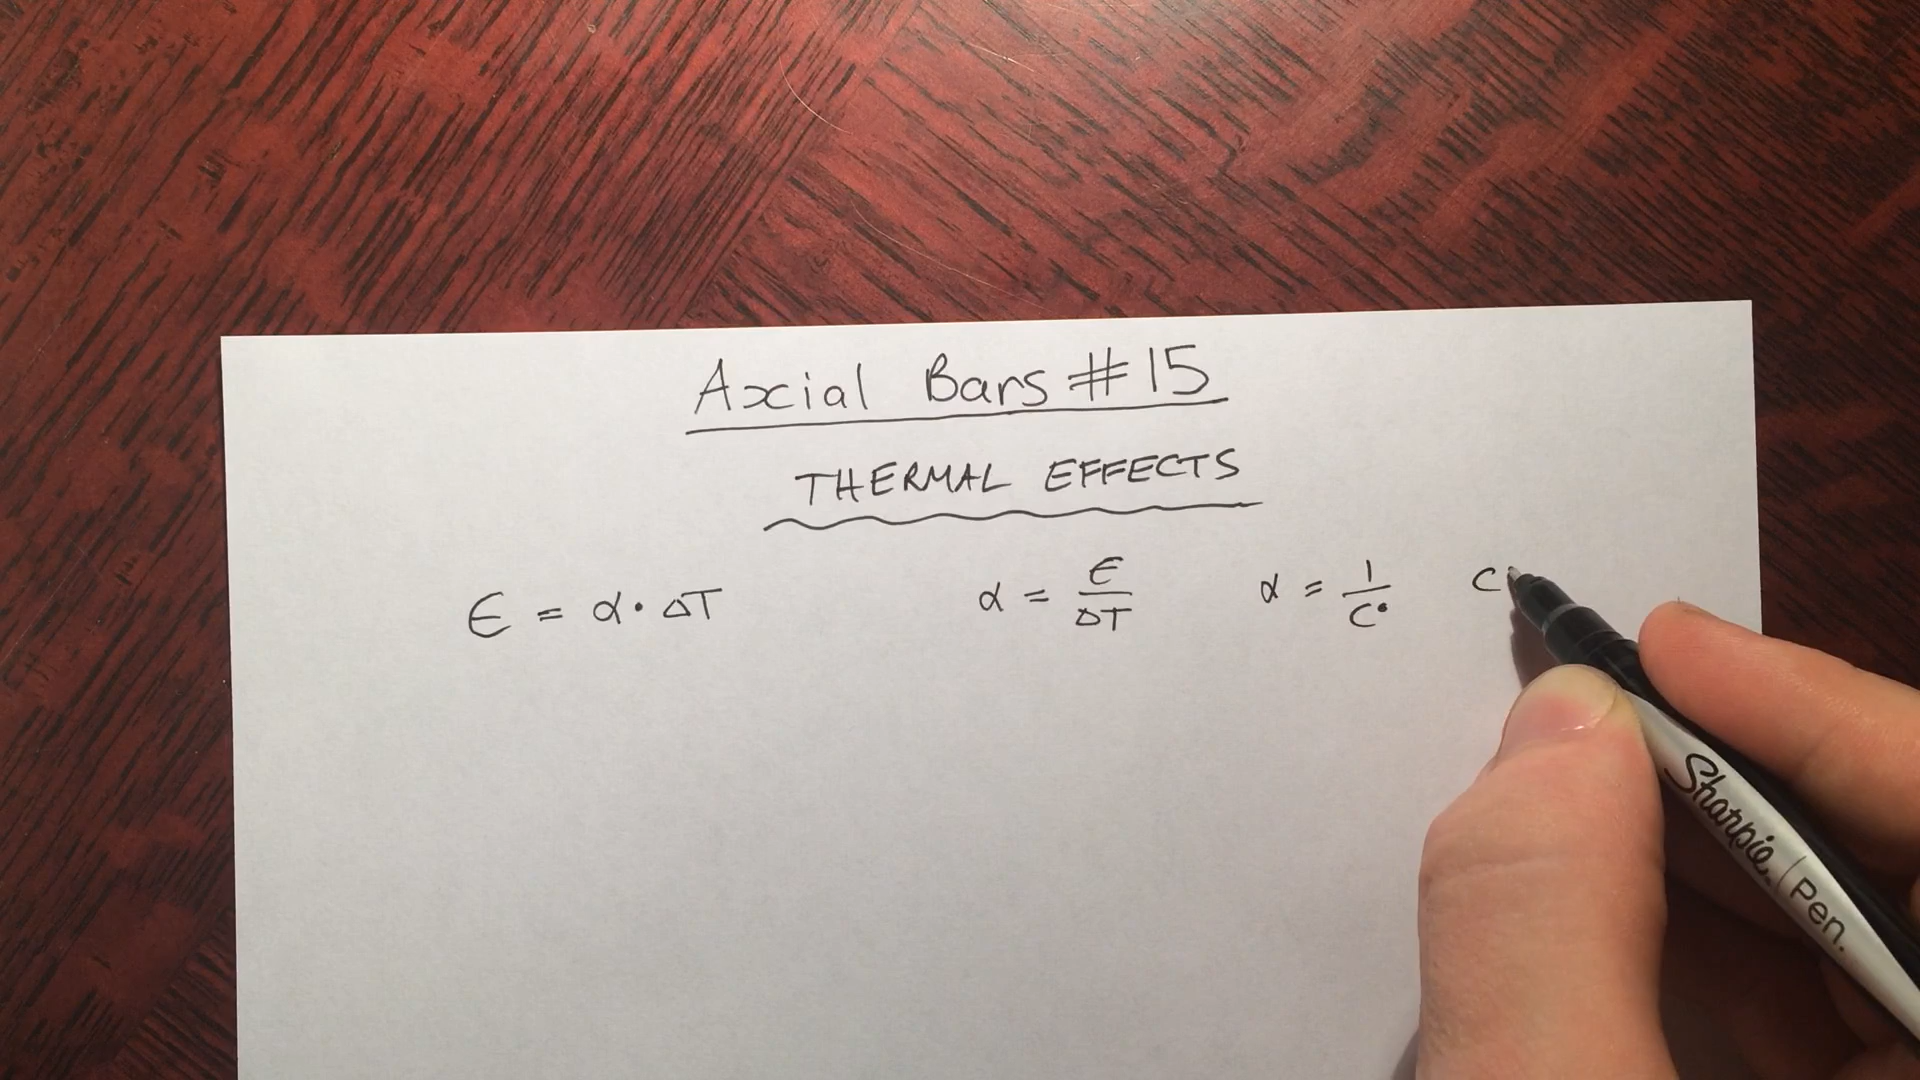 Axial Bars #15
THERMAL EFFECTS
ϵ = α · ΔT
α = ϵ/ΔT
α = 1/C°
C
Sharpie. | Pen.